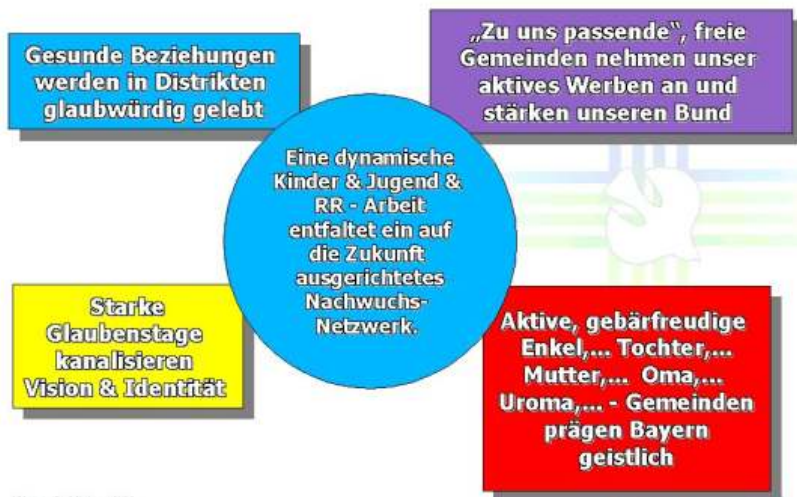 Gesunde Beziehungen
werden in Distrikten
glaubwürdig gelebt
„Zu uns passende“, freie
Gemeinden nehmen unser
aktives Werben an und
stärken unseren Bund
Eine dynamische
Kinder & Jugend &
RR - Arbeit
entfaltet ein auf
die Zukunft
ausgerichtetes
Nachwuchs-
Netzwerk.
Starke
Glaubenstage
kanalisieren
Vision & Identität
Aktive, gebärfreudige
Enkel,... Tochter,...
Mutter,... Oma,...
Uroma,... - Gemeinden
prägen Bayern
geistlich